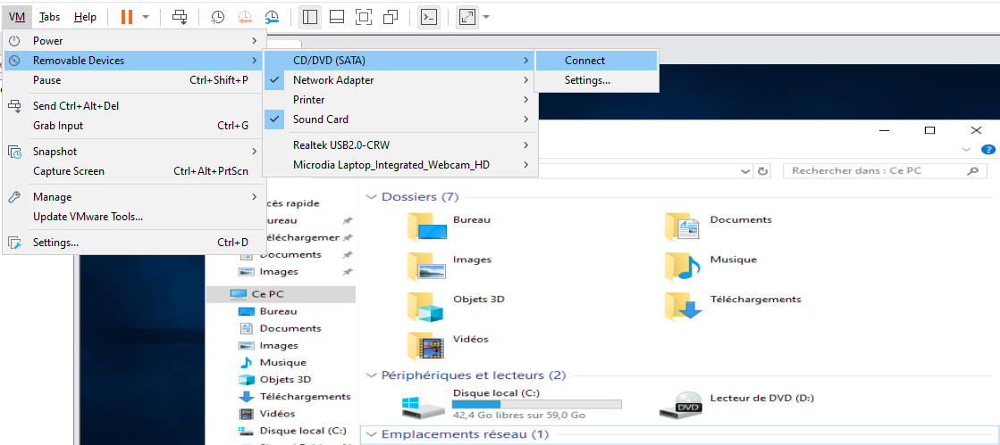 VM Tabs Help
Power
Removable Devices
Pause Ctrl+Shift+P
Send Ctrl+Alt+Del
Grab Input Ctrl+G
Snapshot
Capture Screen Ctrl+Alt+PrtScn
Manage
Update VMware Tools...
Settings... Ctrl+D
CD/DVD (SATA)
Network Adapter
Printer
Sound Card
Realtek USB2.0-CRW
Microdia Laptop_Integrated_Webcam_HD
Connect
Settings...
Rechercher dans : Ce PC
ccès rapide
ureau
éléchargemer
ocuments
Images
Ce PC
Bureau
Documents
Images
Musique
Objets 3D
Téléchargements
Vidéos
Disque local (C:)
Dossiers (7)
Bureau
Documents
Images
Musique
Objets 3D
Téléchargements
Vidéos
Périphériques et lecteurs (2)
Disque local (C:)
42,4 Go libres sur 59,0 Go
DVD
Lecteur de DVD (D:)
Emplacements réseau (1)